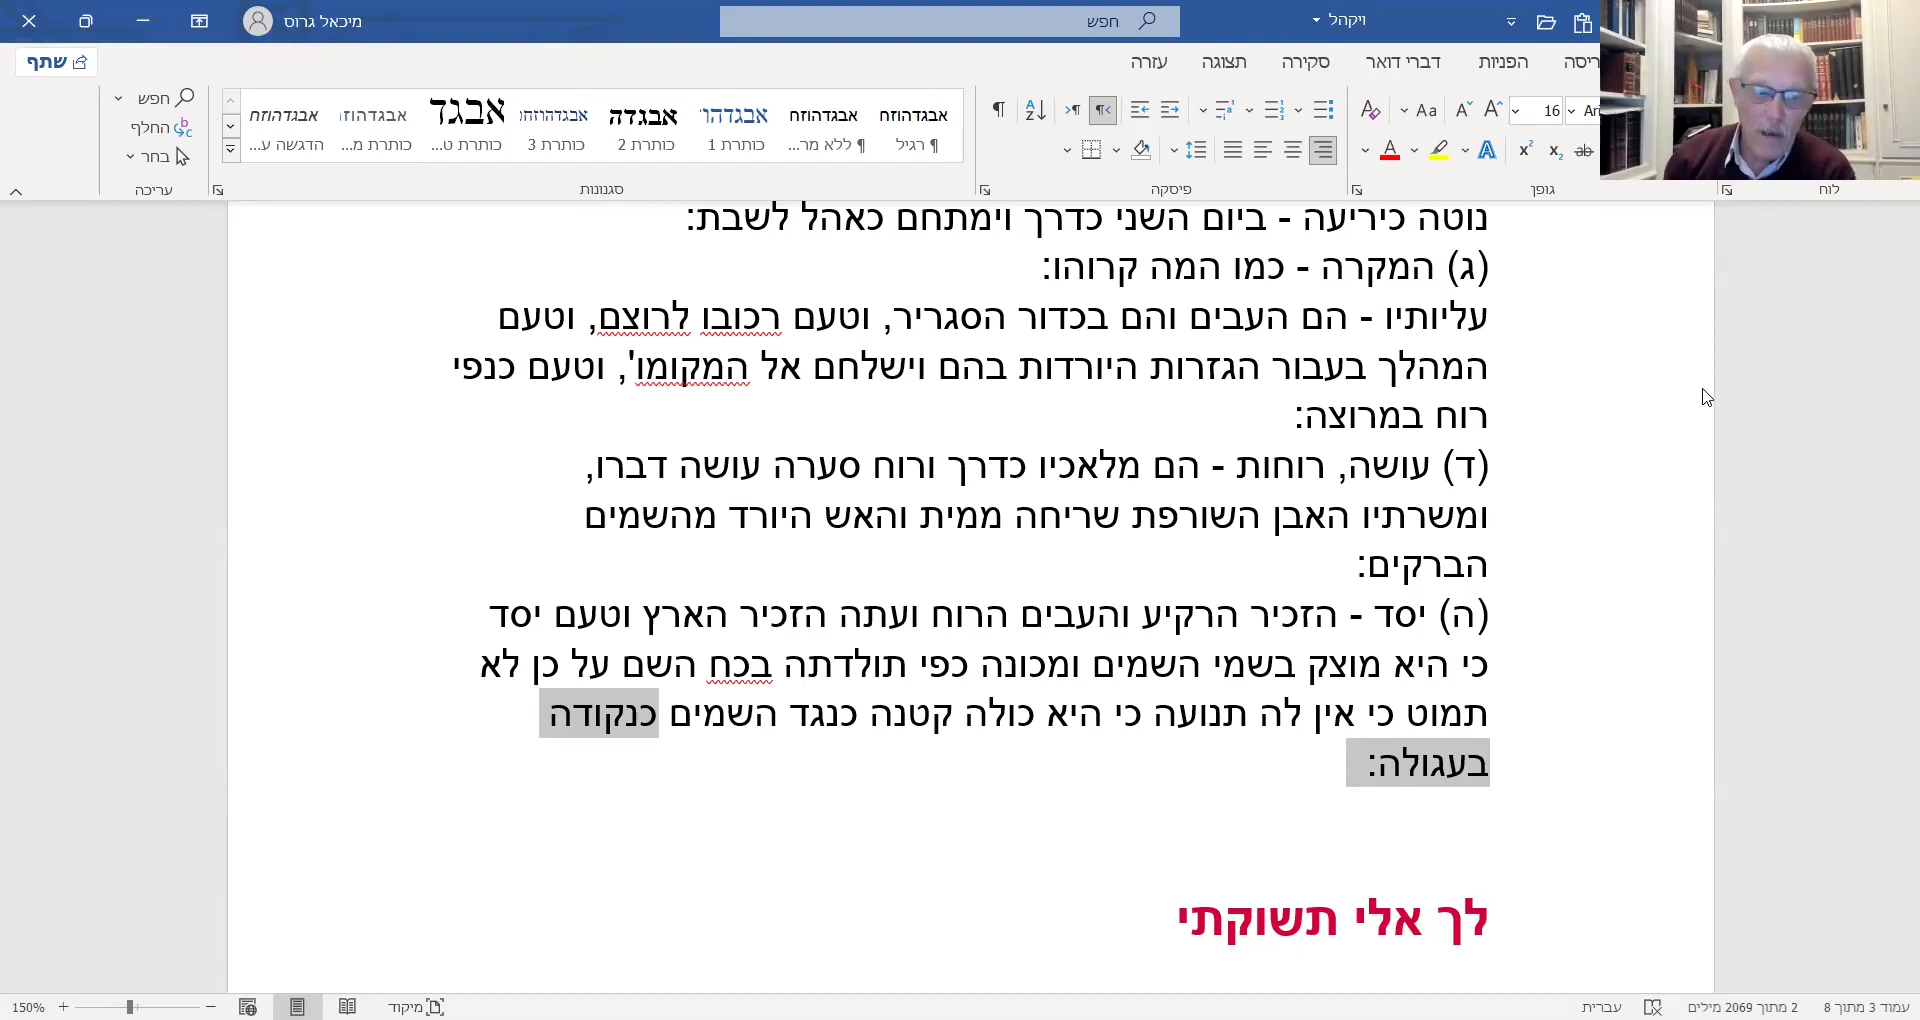 מיכאל גרוס
חפש
ויקהל
שתף
ריסה
הפניות
דברי דואר
סקירה
תצוגה
עזרה
חפש
החלף
בחר
עריכה
אבגדהוזח
רגיל
אבגדהוזח
ללא מר...
אבגדהו
כותרת 1
אבגדה
כותרת 2
אבגדהוזח
כותרת 3
אבגד
כותרת ט...
אבגדהוזו
כותרת מ...
אבגדהוזח
הדגשה ע...
סגנונות
פיסקה
16
Ari
Aa
גופן
לוח
נוטה כיריעה - ביום השני כדרך וימתחם כאהל לשבת:
(ג) המקרה - כמו המה קרוהו:
עליותיו - הם העבים והם בכדור הסגריר, וטעם רכובו לרוצם, וטעם
המהלך בעבור הגזרות היורדות בהם וישלחם אל המקומו', וטעם כנפי
רוח במרוצה:
(ד) עושה, רוחות - הם מלאכיו כדרך ורוח סערה עושה דברו,
ומשרתיו האבן השורפת שריחה ממית והאש היורד מהשמים
הברקים:
(ה) יסד - הזכיר הרקיע והעבים הרוח ועתה הזכיר הארץ וטעם יסד
כי היא מוצק בשמי השמים ומכונה כפי תולדתה בכח השם על כן לא
תמוט כי אין לה תנועה כי היא כולה קטנה כנגד השמים כנקודה
בעגולה:
לך אלי תשוקתי
עמוד 3 מתוך 8
2 מתוך 2069 מילים
עברית
מיקוד
150%